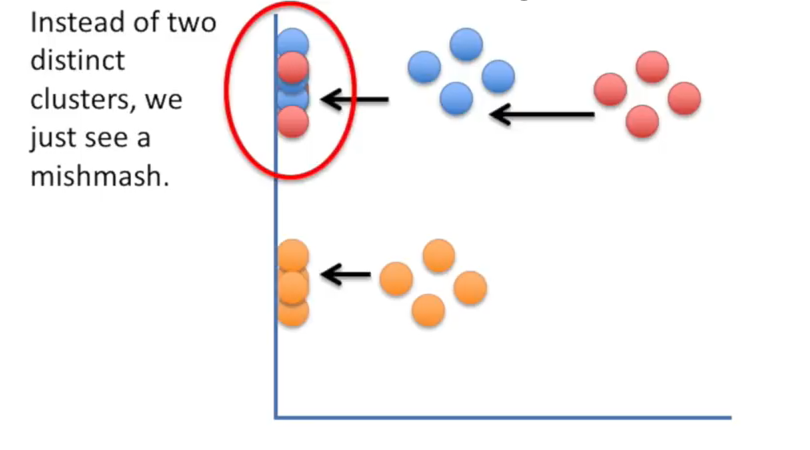 Instead of two
distinct
clusters, we
just see a
mishmash.